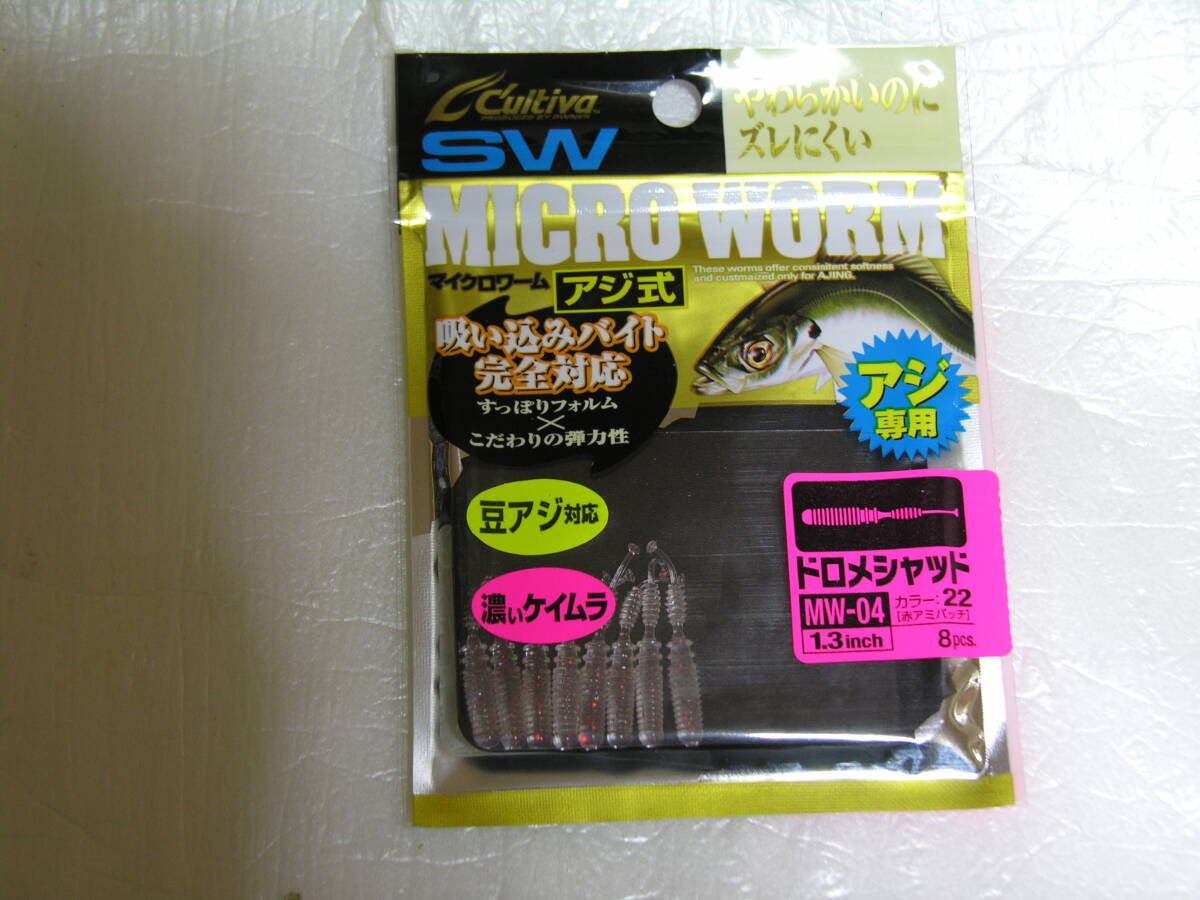 C'ultiva
PRODUCED BY OWNER
SW
やわらかいのに
ズレにくい
MICRO WORM
These worms offer consisitent softness
and custmaized only for AJING.
マイクロワーム
アジ式
吸い込みバイト
完全対応
すっぽりフォルム
×
こだわりの弾力性
アジ
専用
豆アジ対応
濃いケイムラ
ドロメシャッド
MW-04
カラー:22
[赤アミパッチ]
1.3inch
8pcs.